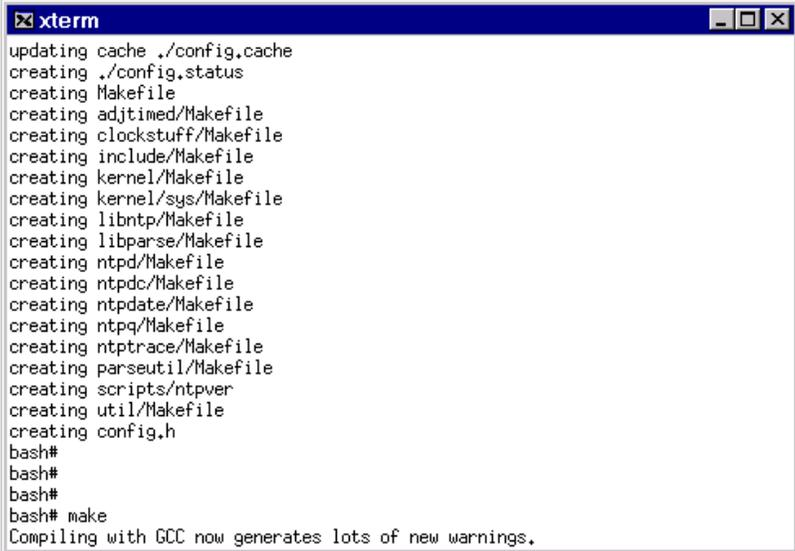 xterm
updating cache ./config.cache
creating ./config.status
creating Makefile
creating adjtimed/Makefile
creating clockstuff/Makefile
creating include/Makefile
creating kernel/Makefile
creating kernel/sys/Makefile
creating libntp/Makefile
creating libparse/Makefile
creating ntpd/Makefile
creating ntpdc/Makefile
creating ntpdate/Makefile
creating ntpq/Makefile
creating ntptrace/Makefile
creating parseutil/Makefile
creating scripts/ntpver
creating util/Makefile
creating config.h
bash#
bash#
bash#
bash# make
Compiling with GCC now generates lots of new warnings.